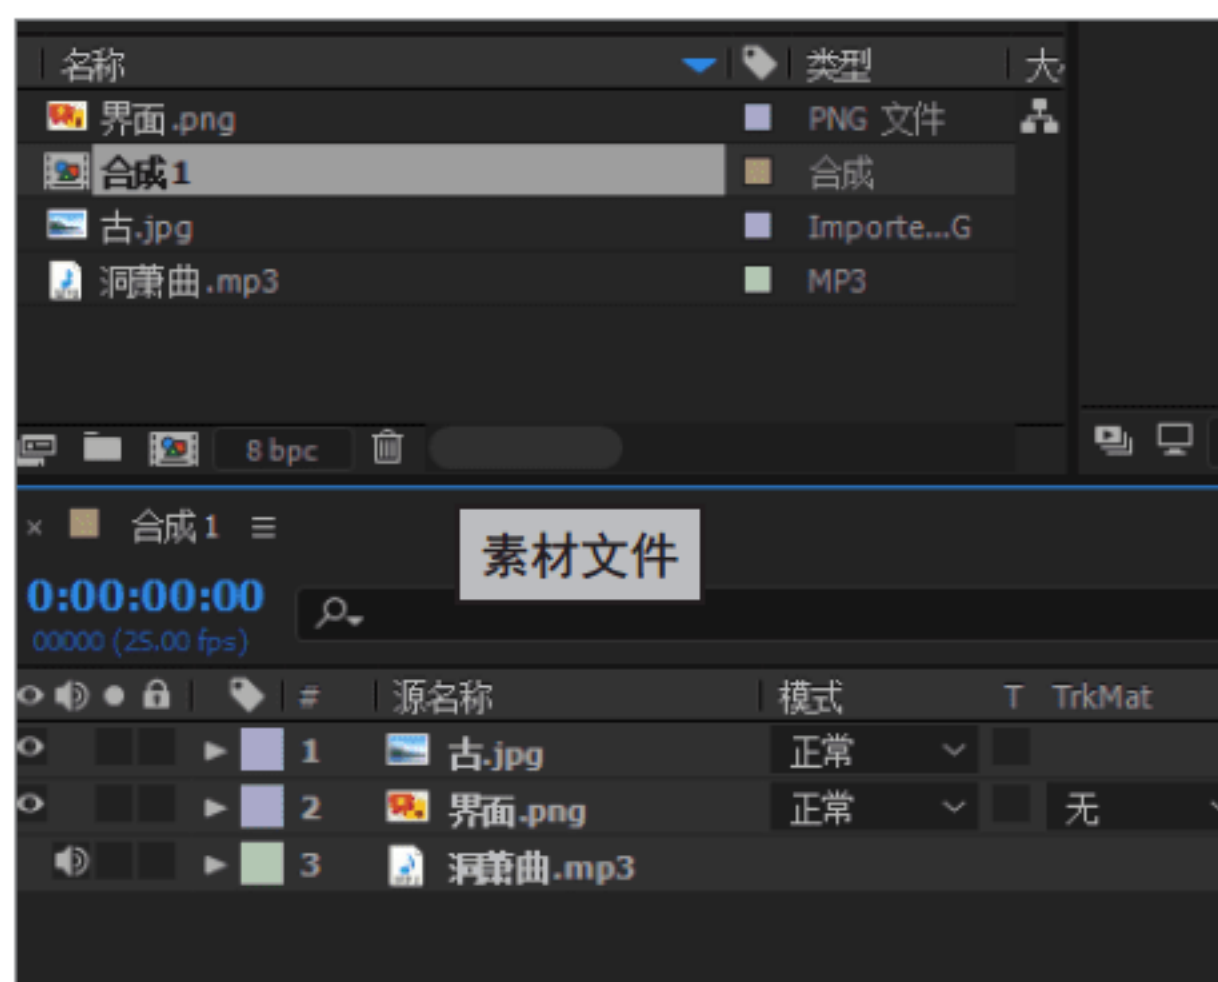 名称 类型 大
界面.png PNG 文件
合成 1 合成
古.jpg Importe...G
洞萧曲.mp3 MP3
8 bpc
× 合成 1 ≡
素材文件
0:00:00:00
00000 (25.00 fps)
# 源名称 模式 T TrkMat
1 古.jpg 正常
2 界面.png 正常 无
3 洞萧曲.mp3